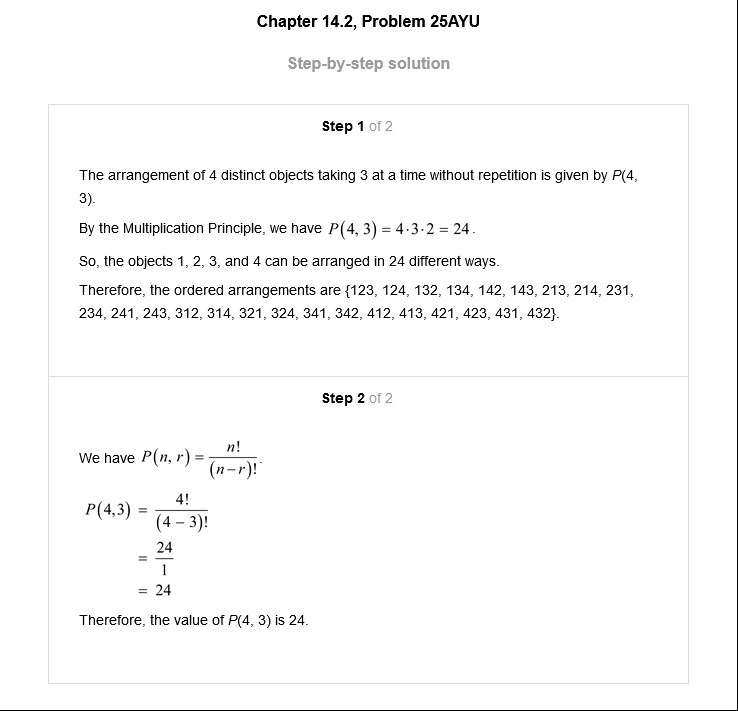 Chapter 14.2, Problem 25AYU
Step-by-step solution
Step 1 of 2
The arrangement of 4 distinct objects taking 3 at a time without repetition is given by P(4,
3).
By the Multiplication Principle, we have P(4, 3) = 4·3·2 = 24.
So, the objects 1, 2, 3, and 4 can be arranged in 24 different ways.
Therefore, the ordered arrangements are {123, 124, 132, 134, 142, 143, 213, 214, 231,
234, 241, 243, 312, 314, 321, 324, 341, 342, 412, 413, 421, 423, 431, 432}.
Step 2 of 2
We have P(n, r) = n!/(n−r)!.
P(4,3) = 4!/(4 − 3)!
= 24/1
= 24
Therefore, the value of P(4, 3) is 24.